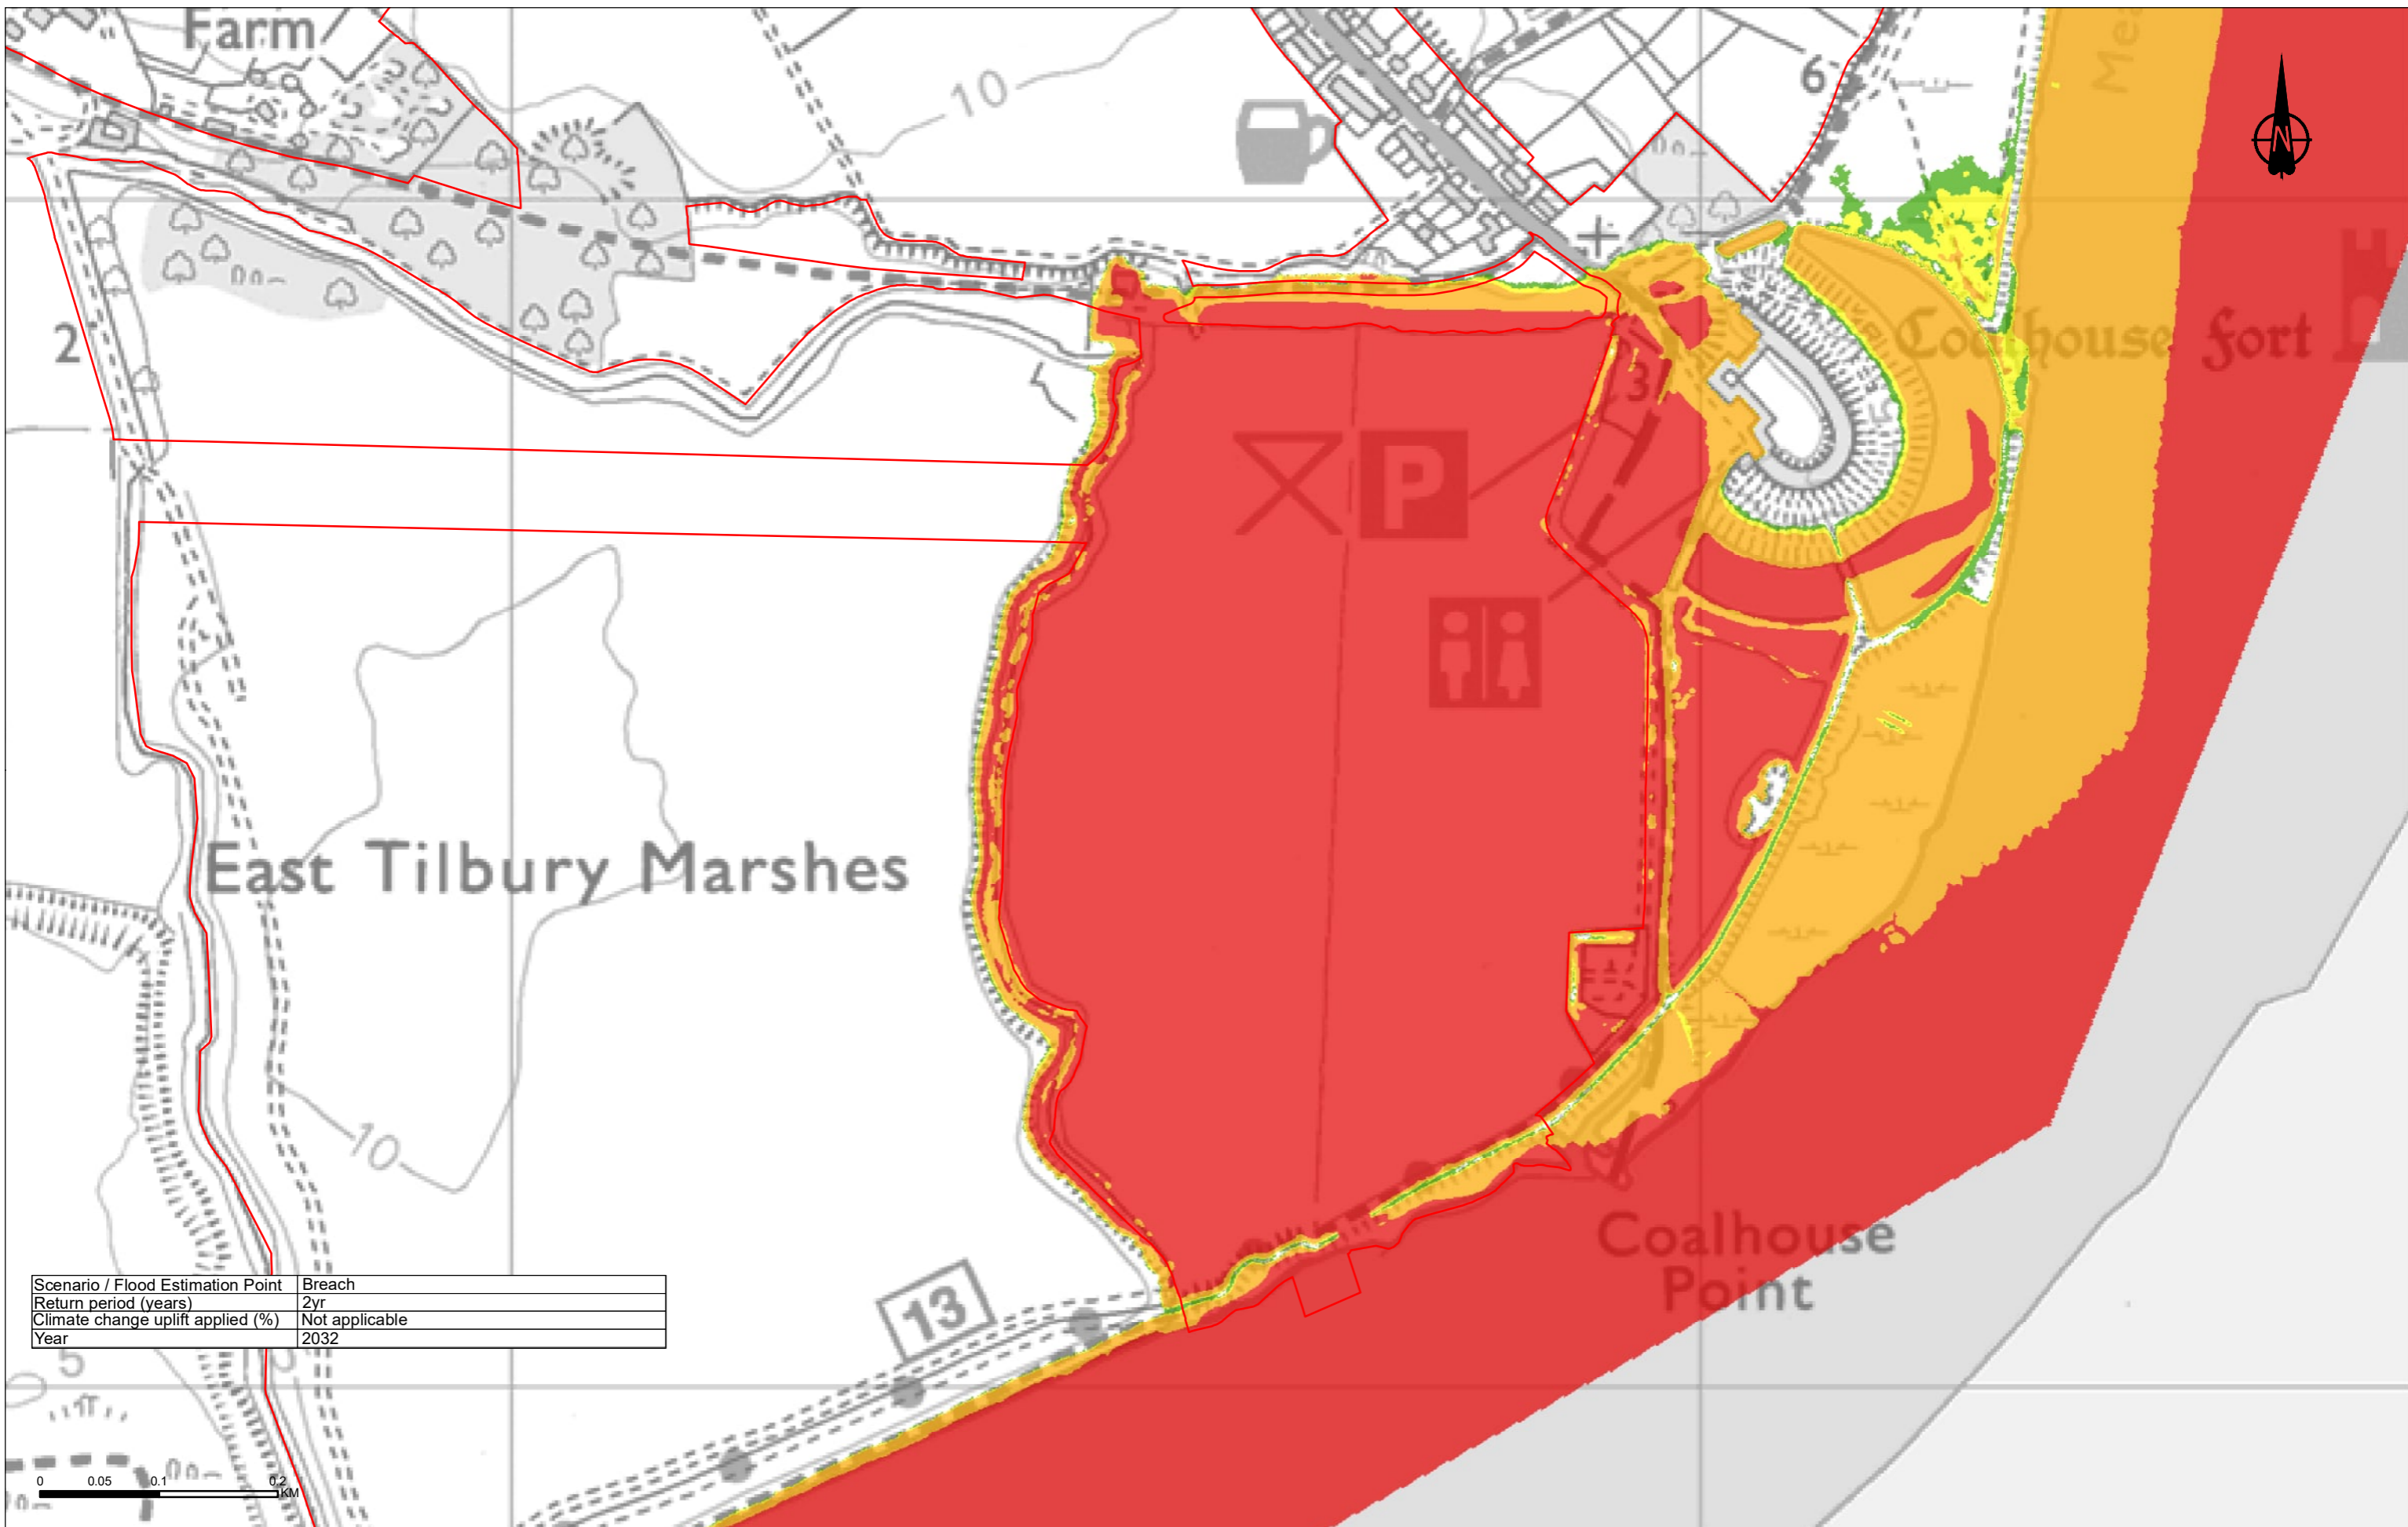 Farm
10
6
Mea
N
2
Coalhouse Fort
3
P
East Tilbury Marshes
10
Coalhouse
Point
13
Scenario / Flood Estimation Point Breach
Return period (years) 2yr
Climate change uplift applied (%) Not applicable
Year 2032
5
0 0.05 0.1 0.2
KM